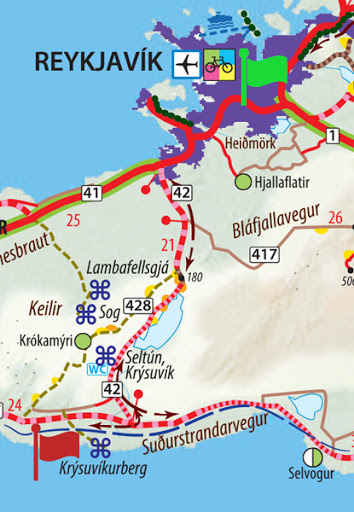 REYKJAVÍK
Heiðmörk
1
Hjallaflatir
41
42
25
Bláfjallavegur
26
nesbraut
21
417
Lambafellsgjá
180
506
Keilir
Sog
428
Krókamýri
Seltún,
Krýsuvík
WC
42
24
Suðurstrandarvegur
Krýsuvíkurberg
Selvogur